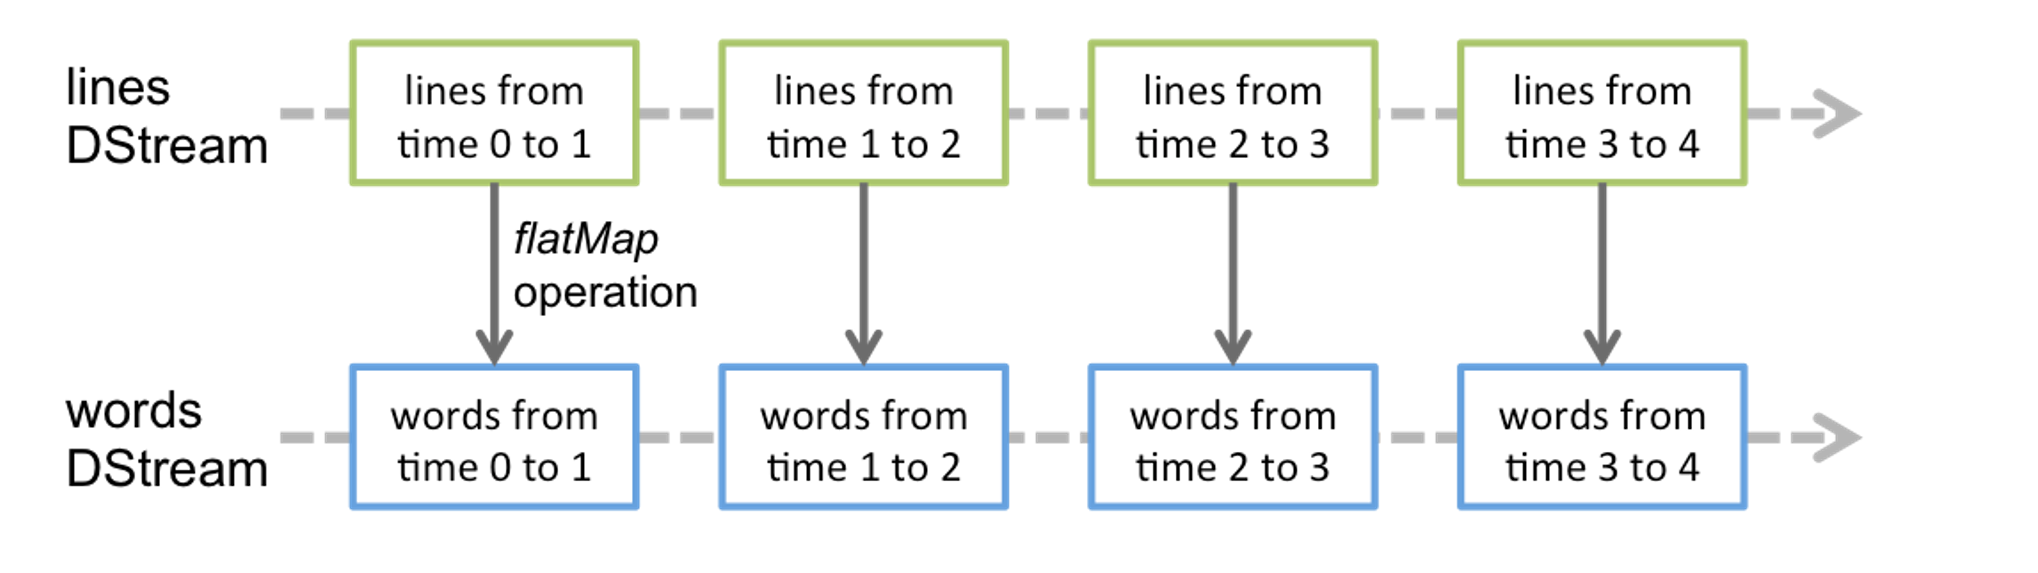 lines
DStream
lines from
time 0 to 1
lines from
time 1 to 2
lines from
time 2 to 3
lines from
time 3 to 4
flatMap
operation
words
DStream
words from
time 0 to 1
words from
time 1 to 2
words from
time 2 to 3
words from
time 3 to 4